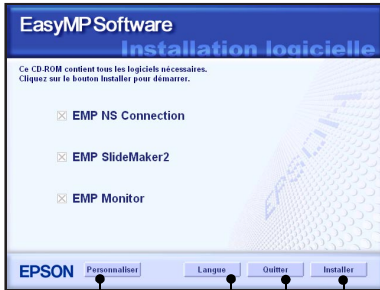 EasyMP Software
Installation logicielle
Ce CD-ROM contient tous les logiciels nécessaires.
Cliquez sur le bouton Installer pour démarrer.
EMP NS Connection
EMP SlideMaker2
EMP Monitor
EPSON
EPSON Personnaliser Langue Quitter Installer